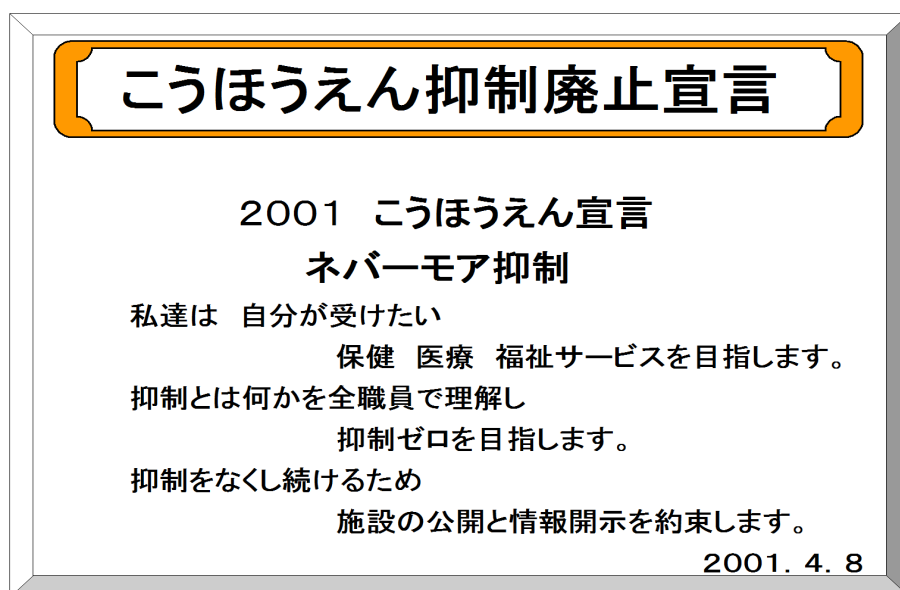 こうほうえん抑制廃止宣言
2001　こうほうえん宣言
ネバーモア抑制
私達は　自分が受けたい
保健　医療　福祉サービスを目指します。
抑制とは何かを全職員で理解し
抑制ゼロを目指します。
抑制をなくし続けるため
施設の公開と情報開示を約束します。
2001．4．8